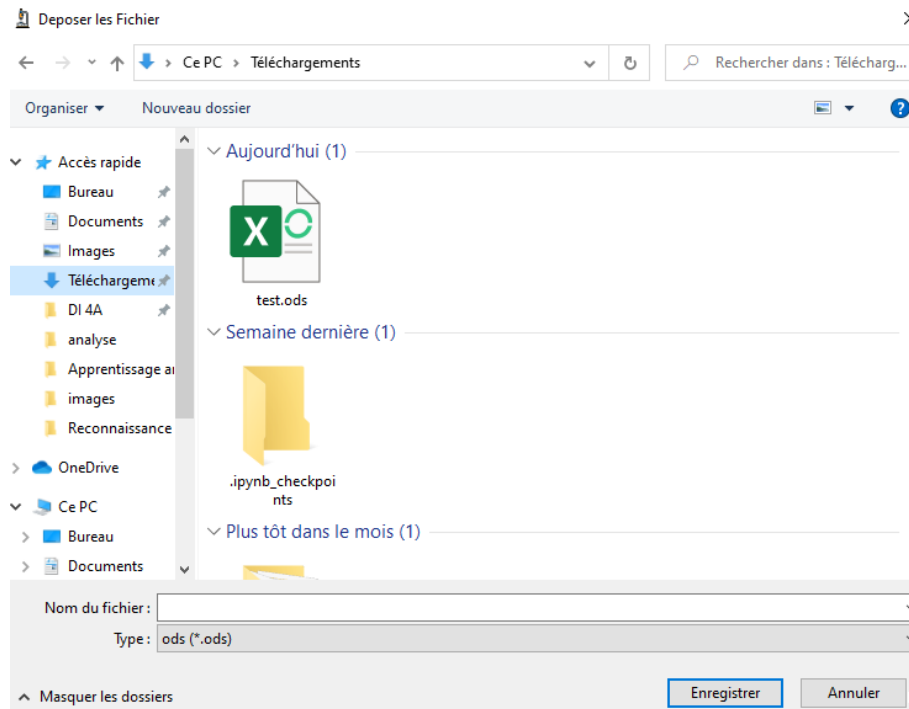 Deposer les Fichier
Ce PC > Téléchargements
Rechercher dans : Télécharg...
Organiser
Nouveau dossier
?
Accès rapide
Bureau
Documents
Images
Téléchargeme
DI 4A
analyse
Apprentissage
images
Reconnaissance
OneDrive
Ce PC
Bureau
Documents
Aujourd'hui (1)
X
test.ods
Semaine dernière (1)
.ipynb_checkpoi
nts
Plus tôt dans le mois (1)
Nom du fichier :
Type : ods (*.ods)
Masquer les dossiers
Enregistrer
Annuler